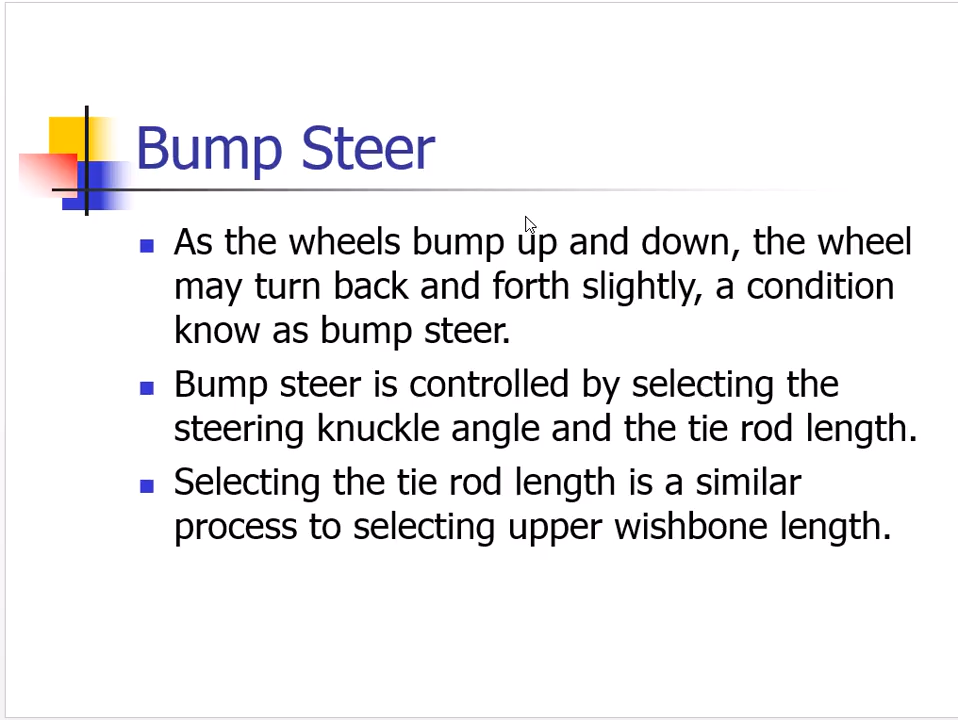 Bump Steer
As the wheels bump up and down, the wheel
may turn back and forth slightly, a condition
know as bump steer.
Bump steer is controlled by selecting the
steering knuckle angle and the tie rod length.
Selecting the tie rod length is a similar
process to selecting upper wishbone length.